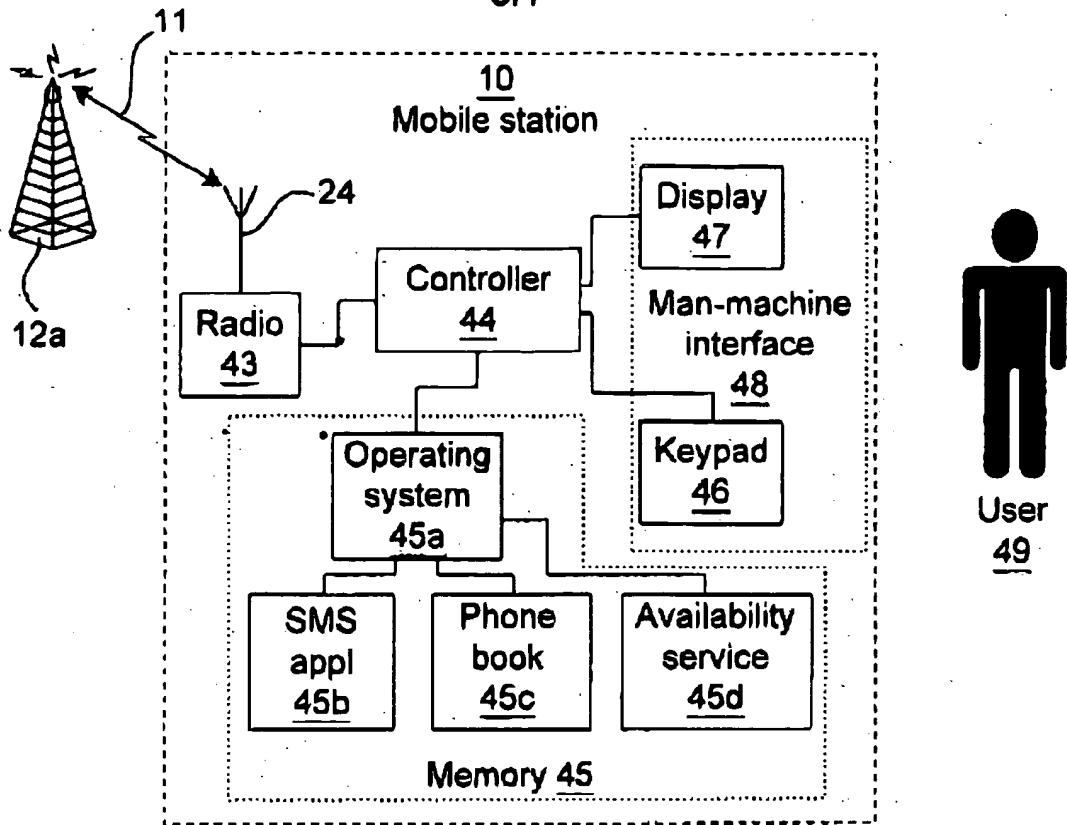 11
10
Mobile station
24
12a
Display
47
Controller
44
Radio
43
Man-machine
interface
48
Operating
system
45a
Keypad
46
User
49
SMS
appl
45b
Phone
book
45c
Availability
service
45d
Memory 45